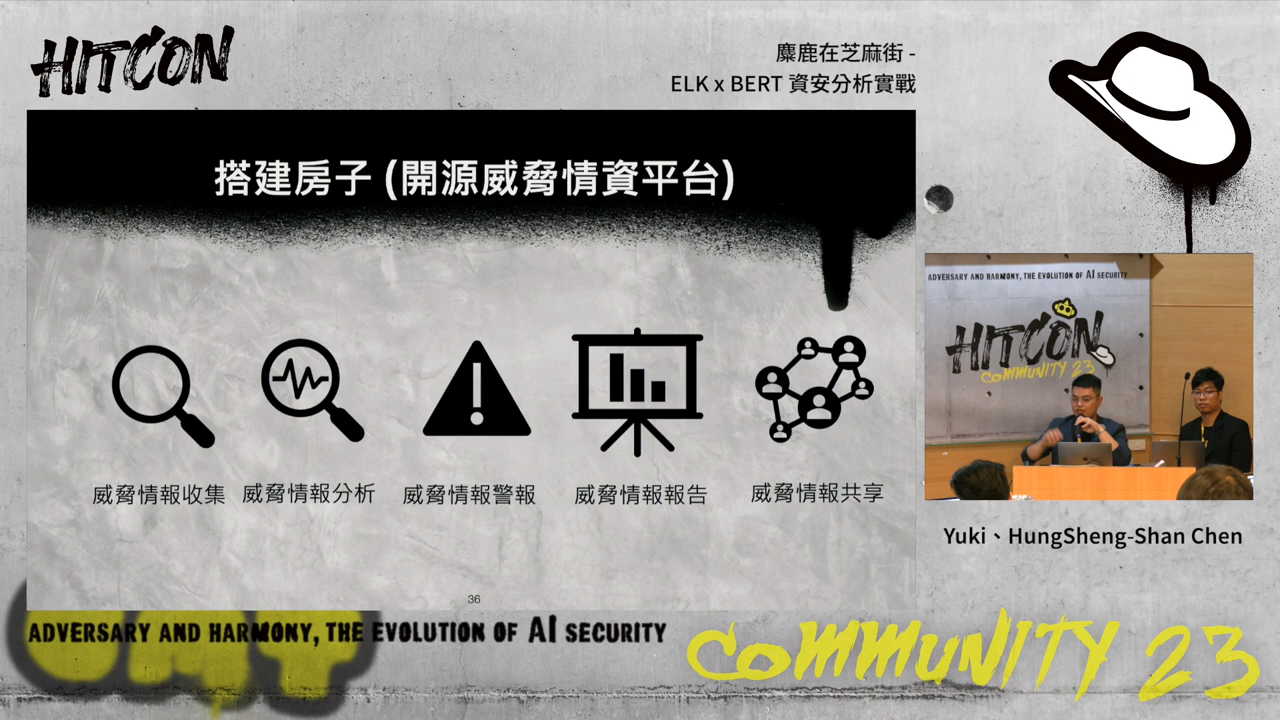 HITCON
麋鹿在芝麻街 -
ELK x BERT 資安分析實戰
搭建房子 (開源威脅情資平台)
威脅情報收集
威脅情報分析
威脅情報警報
威脅情報報告
威脅情報共享
36
ADVERSARY AND HARMONY, THE EVOLUTION OF AI SECURITY
HITCON
COMMUNITY 23
Yuki、HungSheng-Shan Chen
ADVERSARY AND HARMONY, THE EVOLUTION OF AI SECURITY
COMMUNITY 23